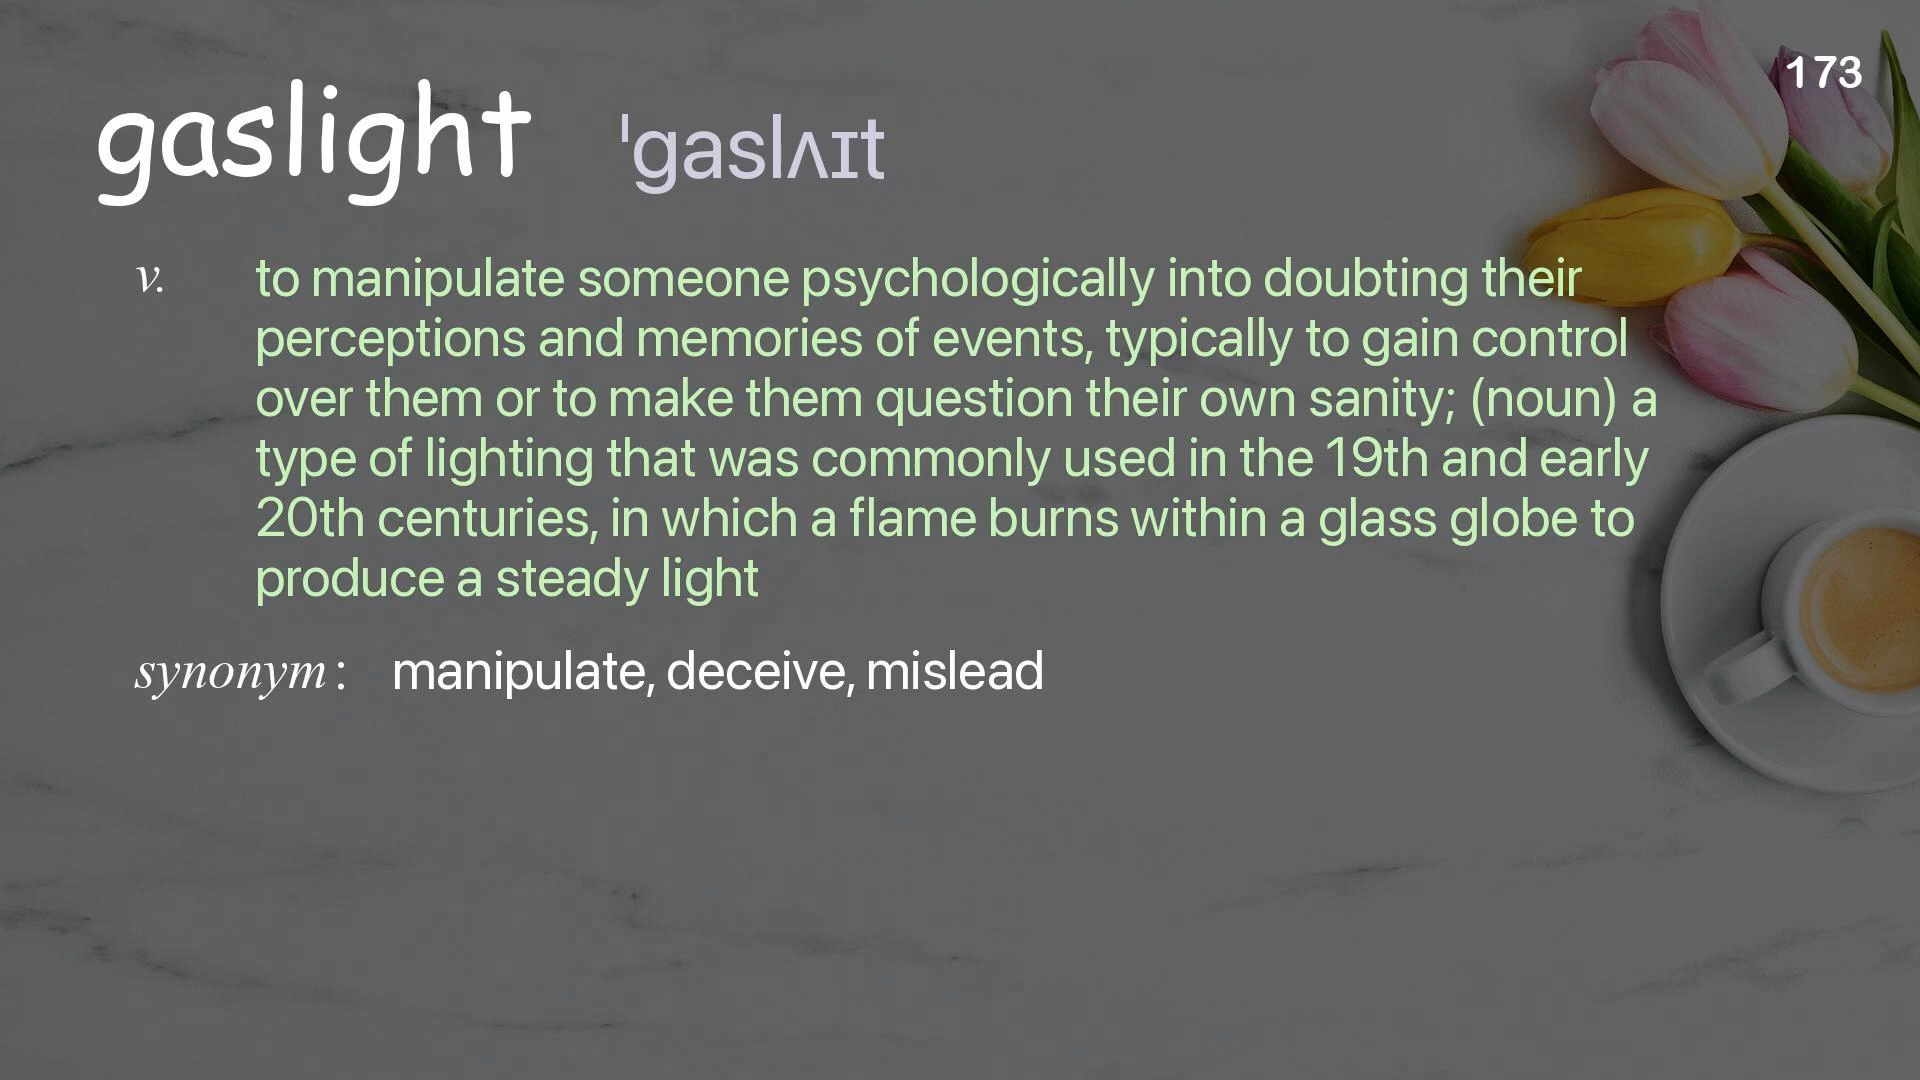 173
gaslight ˈɡaslʌɪt
v. to manipulate someone psychologically into doubting their
perceptions and memories of events, typically to gain control
over them or to make them question their own sanity; (noun) a
type of lighting that was commonly used in the 19th and early
20th centuries, in which a flame burns within a glass globe to
produce a steady light
synonym: manipulate, deceive, mislead